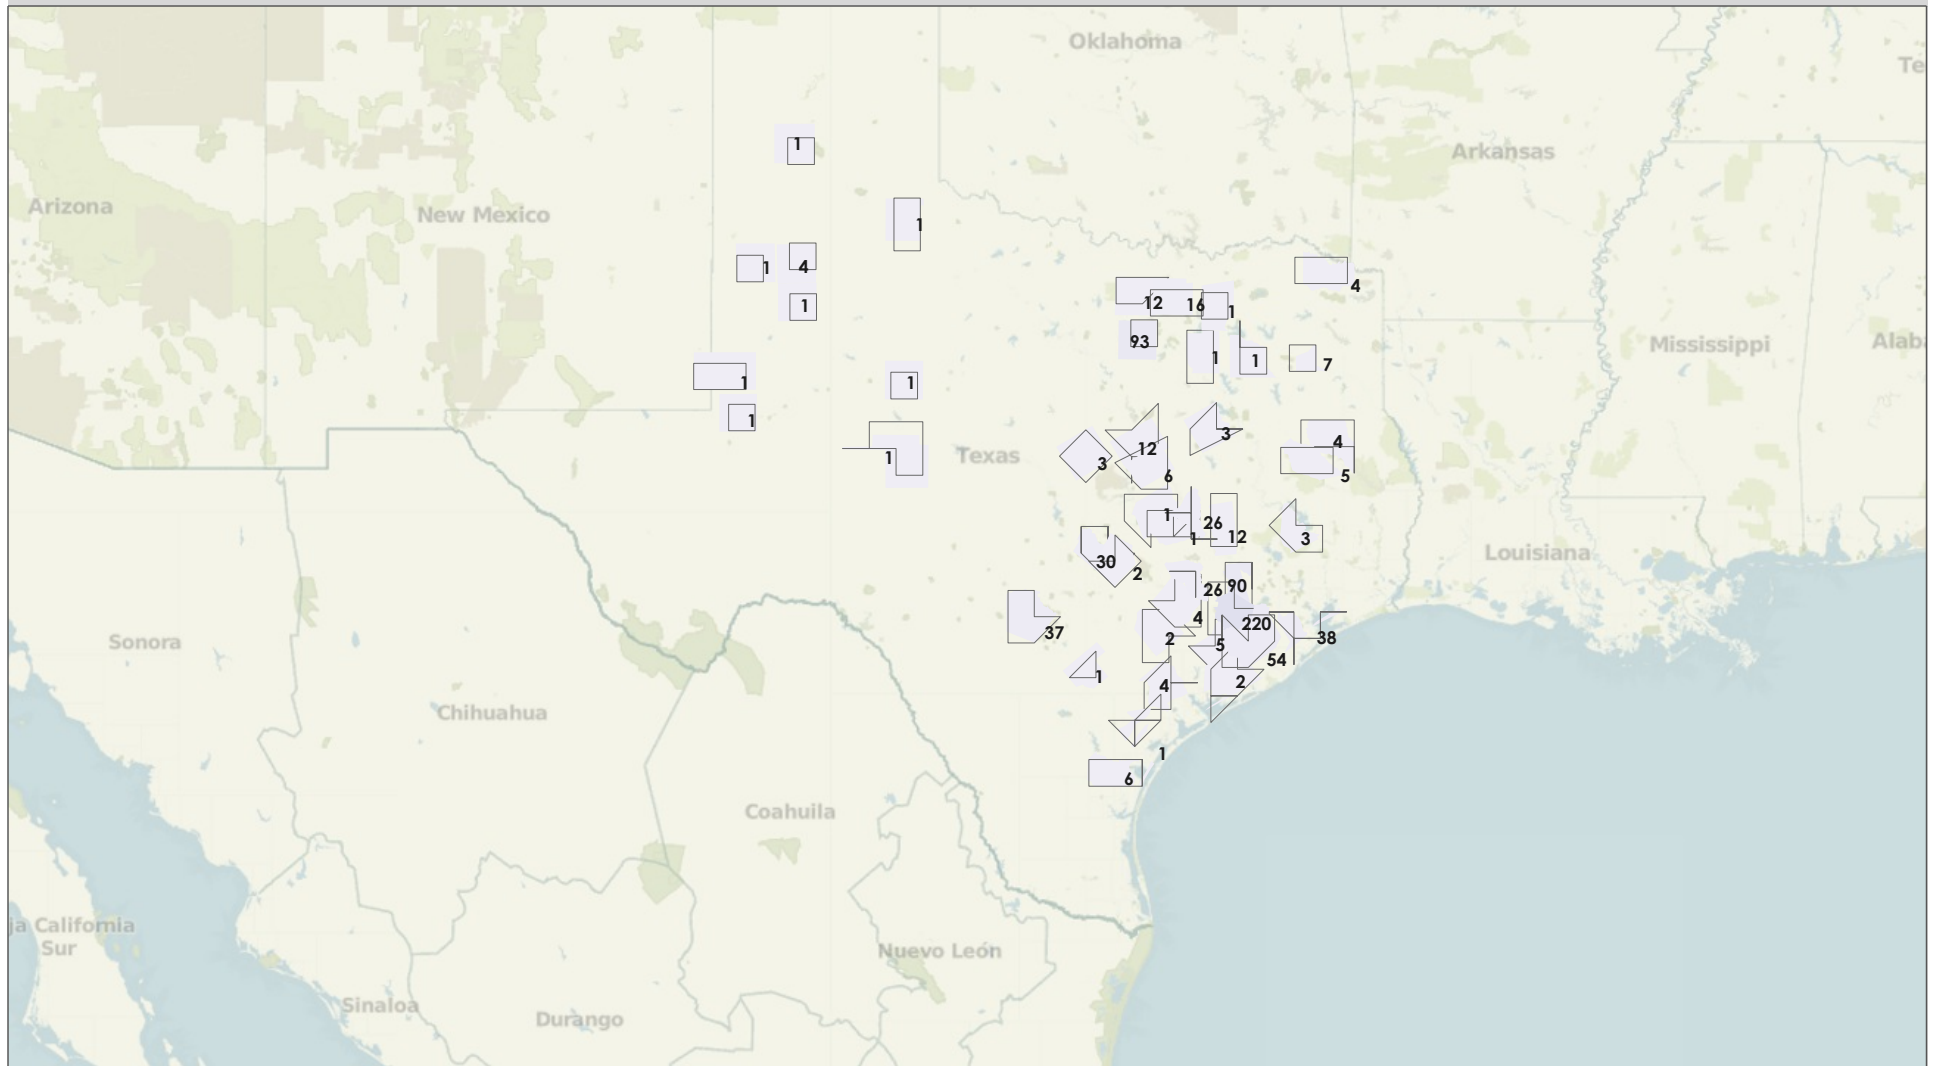 Oklahoma
Te
1
Arkansas
Arizona
New Mexico
1
1
4
4
1
12
16
1
93
Mississippi
Alab
1
1
7
1
1
1
Texas
3
4
12
1
3
6
5
1
26
12
1
3
Louisiana
30
2
90
26
4
220
37
2
5
38
Sonora
54
1
4
2
Chihuahua
1
6
Coahuila
ja California
Sur
Nuevo León
Sinaloa
Durango